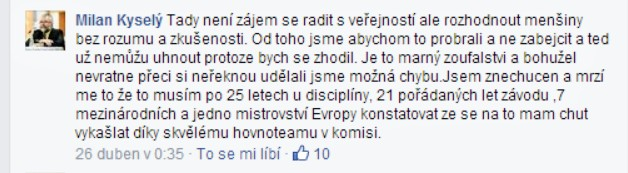 Milan Kyselý Tady není zájem se radit s veřejností ale rozhodnout menšiny
bez rozumu a zkušenosti. Od toho jsme abychom to probrali a ne zabejcit a ted
už nemůžu uhnout protoze bych se zhodil. Je to marný zoufalstvi a bohužel
nevratne přeci si neřeknou udělali jsme možná chybu.Jsem znechucen a mrzí
me to že to musím po 25 letech u disciplíny, 21 pořádaných let závodu ,7
mezinárodních a jedno mistrovství Evropy konstatovat ze se na to mam chut
vykašlat díky skvělému hovnoteamu v komisi.
26 duben v 0:35 · To se mi líbí · 10